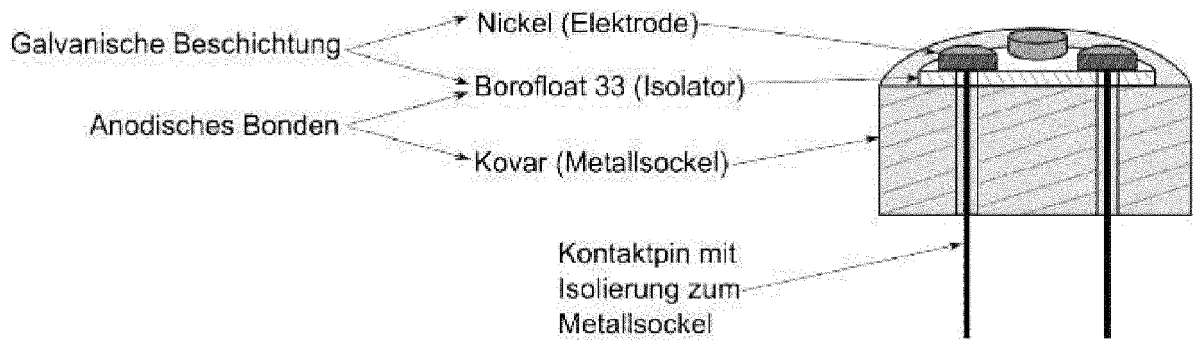 Nickel (Elektrode)
Galvanische Beschichtung
Borofloat 33 (Isolator)
Anodisches Bonden
Kovar (Metallsockel)
Kontaktpin mit
Isolierung zum
Metallsockel